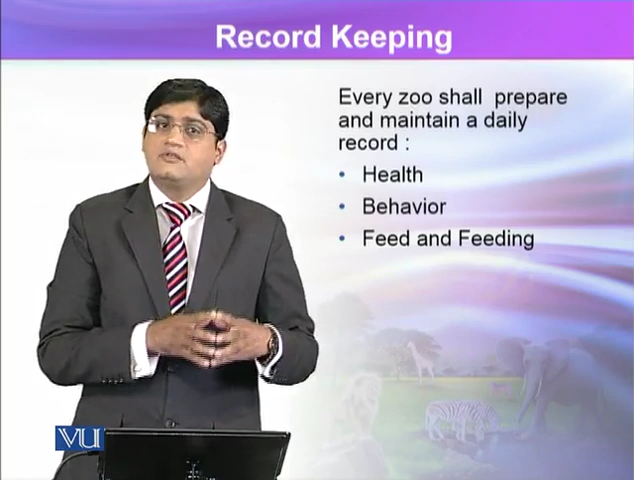 Record Keeping
Every zoo shall prepare
and maintain a daily
record :
• Health
• Behavior
• Feed and Feeding
VU